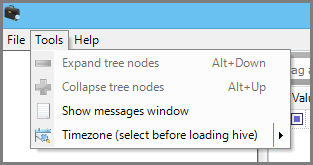 File Tools Help
Expand tree nodes Alt+Down
Collapse tree nodes Alt+Up
Show messages window
Timezone (select before loading hive)